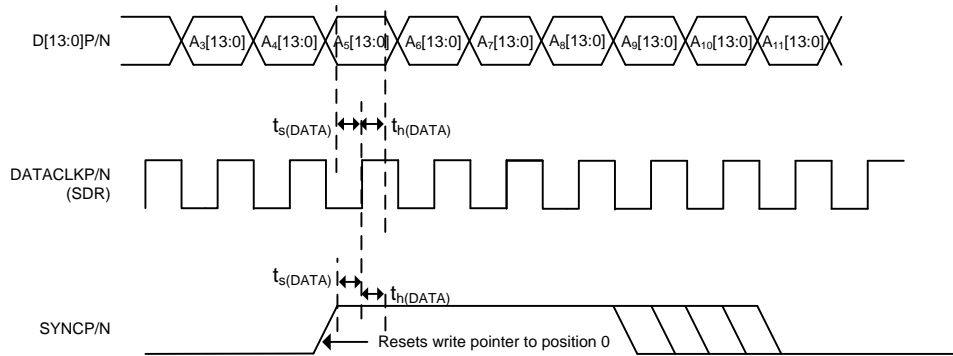 D[13:0]P/N
A3[13:0] A4[13:0] A5[13:0] A6[13:0] A7[13:0] A8[13:0] A9[13:0] A10[13:0] A11[13:0]
ts(DATA) th(DATA)
DATACLKP/N
(SDR)
ts(DATA)
th(DATA)
SYNCP/N
Resets write pointer to position 0